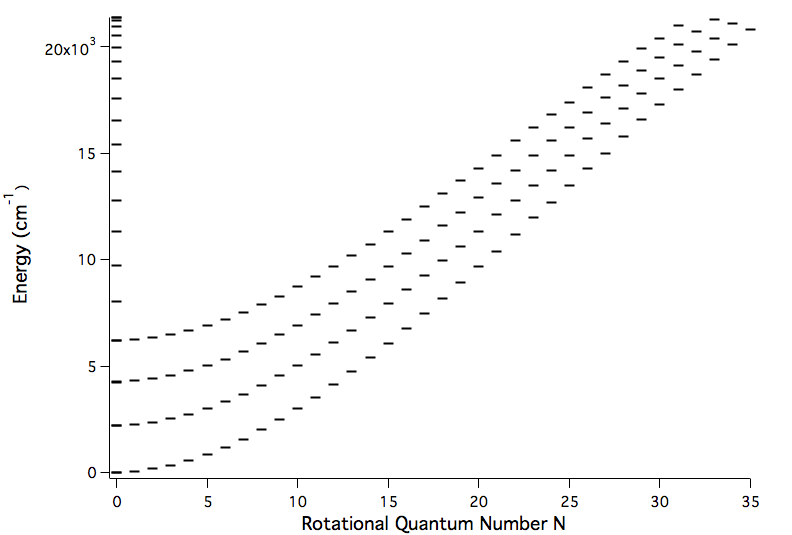 20x10³
15
10
5
0
Energy (cm⁻¹)
0 5 10 15 20 25 30 35
Rotational Quantum Number N